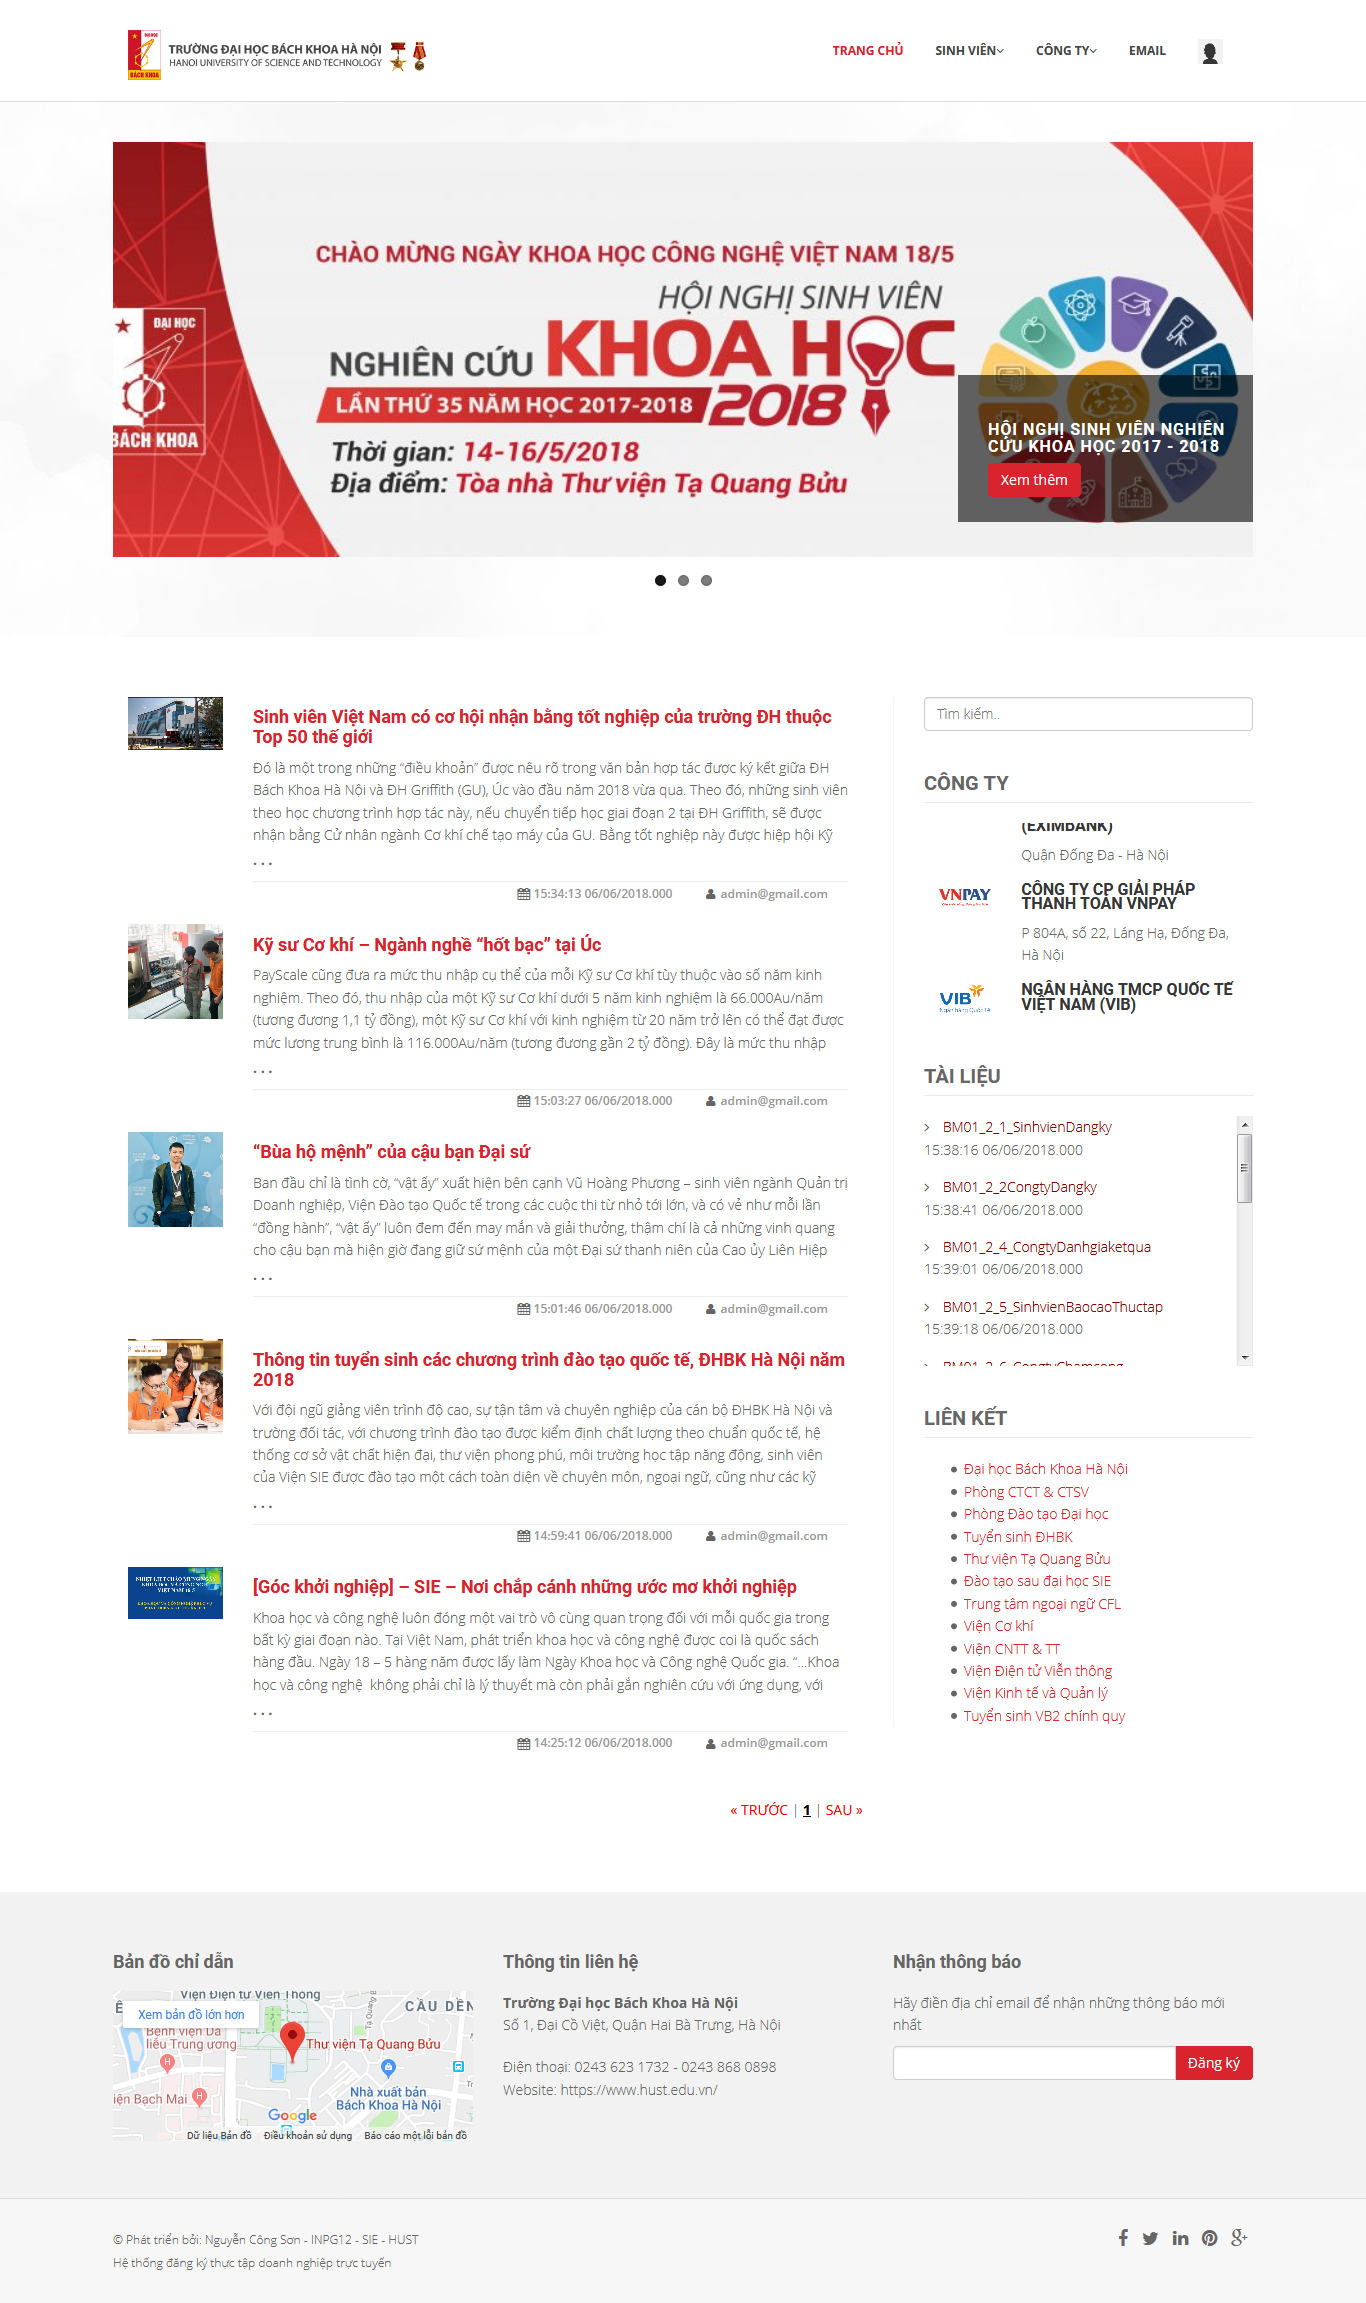 TRƯỜNG ĐẠI HỌC BÁCH KHOA HÀ NỘI
HANOI UNIVERSITY OF SCIENCE AND TECHNOLOGY
ĐẠI HỌC
BÁCH KHOA
TRANG CHỦ
SINH VIÊN
CÔNG TY
EMAIL
CHÀO MỪNG NGÀY KHOA HỌC CÔNG NGHỆ VIỆT NAM 18/5
HỘI NGHỊ SINH VIÊN
NGHIÊN CỨU KHOA HỌC
LẦN THỨ 35 NĂM HỌC 2017-2018 2018
Thời gian: 14-16/5/2018
Địa điểm: Tòa nhà Thư viện Tạ Quang Bửu
ĐẠI HỌC
BÁCH KHOA
HỘI NGHỊ SINH VIÊN NGHIÊN
CỨU KHOA HỌC 2017 - 2018
Xem thêm
Sinh viên Việt Nam có cơ hội nhận bằng tốt nghiệp của trường ĐH thuộc
Top 50 thế giới
Đó là một trong những “điều khoản” được nêu rõ trong văn bản hợp tác được ký kết giữa ĐH
Bách Khoa Hà Nội và ĐH Griffith (GU), Úc vào đầu năm 2018 vừa qua. Theo đó, những sinh viên
theo học chương trình hợp tác này, nếu chuyển tiếp học giai đoạn 2 tại ĐH Griffith, sẽ được
nhận bằng Cử nhân ngành Cơ khí chế tạo máy của GU. Bằng tốt nghiệp này được hiệp hội Kỹ
. . .
15:34:13 06/06/2018.000 admin@gmail.com
Kỹ sư Cơ khí – Ngành nghề “hốt bạc” tại Úc
PayScale cũng đưa ra mức thu nhập cụ thể của mỗi Kỹ sư Cơ khí tùy thuộc vào số năm kinh
nghiệm. Theo đó, thu nhập của một Kỹ sư Cơ khí dưới 5 năm kinh nghiệm là 66.000Au/năm
(tương đương 1,1 tỷ đồng), một Kỹ sư Cơ khí với kinh nghiệm từ 20 năm trở lên có thể đạt được
mức lương trung bình là 116.000Au/năm (tương đương gần 2 tỷ đồng). Đây là mức thu nhập
. . .
15:03:27 06/06/2018.000 admin@gmail.com
“Bùa hộ mệnh” của cậu bạn Đại sứ
Ban đầu chỉ là tình cờ, “vật ấy” xuất hiện bên cạnh Vũ Hoàng Phương – sinh viên ngành Quản trị
Doanh nghiệp, Viện Đào tạo Quốc tế trong các cuộc thi từ nhỏ tới lớn, và có vẻ như mỗi lần
“đồng hành”, “vật ấy” luôn đem đến may mắn và giải thưởng, thậm chí là cả những vinh quang
cho cậu bạn mà hiện giờ đang giữ sứ mệnh của một Đại sứ thanh niên của Cao ủy Liên Hiệp
. . .
15:01:46 06/06/2018.000 admin@gmail.com
Thông tin tuyển sinh các chương trình đào tạo quốc tế, ĐHBK Hà Nội năm
2018
Với đội ngũ giảng viên trình độ cao, sự tận tâm và chuyên nghiệp của cán bộ ĐHBK Hà Nội và
trường đối tác, với chương trình đào tạo được kiểm định chất lượng theo chuẩn quốc tế, hệ
thống cơ sở vật chất hiện đại, thư viện phong phú, môi trường học tập năng động, sinh viên
của Viện SIE được đào tạo một cách toàn diện về chuyên môn, ngoại ngữ, cũng như các kỹ
. . .
14:59:41 06/06/2018.000 admin@gmail.com
[Góc khởi nghiệp] – SIE – Nơi chắp cánh những ước mơ khởi nghiệp
Khoa học và công nghệ luôn đóng một vai trò vô cùng quan trọng đối với mỗi quốc gia trong
bất kỳ giai đoạn nào. Tại Việt Nam, phát triển khoa học và công nghệ được coi là quốc sách
hàng đầu. Ngày 18 – 5 hàng năm được lấy làm Ngày Khoa học và Công nghệ Quốc gia. “...Khoa
học và công nghệ không phải chỉ là lý thuyết mà còn phải gắn nghiên cứu với ứng dụng, với
. . .
14:25:12 06/06/2018.000 admin@gmail.com
« TRƯỚC | 1 | SAU »
Tìm kiếm..
CÔNG TY
(EXIMBANK)
Quận Đống Đa - Hà Nội
VNPAY
CÔNG TY CP GIẢI PHÁP
THANH TOÁN VNPAY
P 804A, số 22, Láng Hạ, Đống Đa,
Hà Nội
VIB
NGÂN HÀNG TMCP QUỐC TẾ
VIỆT NAM (VIB)
TÀI LIỆU
BM01_2_1_SinhvienDangky
15:38:16 06/06/2018.000
BM01_2_2CongtyDangky
15:38:41 06/06/2018.000
BM01_2_4_CongtyDanhgiaketqua
15:39:01 06/06/2018.000
BM01_2_5_SinhvienBaocaoThuctap
15:39:18 06/06/2018.000
BM01_2_6_CongtyChamcong
LIÊN KẾT
Đại học Bách Khoa Hà Nội
Phòng CTCT & CTSV
Phòng Đào tạo Đại học
Tuyển sinh ĐHBK
Thư viện Tạ Quang Bửu
Đào tạo sau đại học SIE
Trung tâm ngoại ngữ CFL
Viện Cơ khí
Viện CNTT & TT
Viện Điện tử Viễn thông
Viện Kinh tế và Quản lý
Tuyển sinh VB2 chính quy
Bản đồ chỉ dẫn
Viện Điện tử Viễn Thông
Xem bản đồ lớn hơn
CẦU DỀN
Tạ Quang B
Bệnh viện Da
liễu Trung ương
Thư viện Tạ Quang Bửu
iện Bạch Mai
Nhà xuất bản
Bách Khoa Hà Nội
Google
Dữ liệu Bản đồ Điều khoản sử dụng Báo cáo một lỗi bản đồ
Thông tin liên hệ
Trường Đại học Bách Khoa Hà Nội
Số 1, Đại Cồ Việt, Quận Hai Bà Trưng, Hà Nội
Điện thoại: 0243 623 1732 - 0243 868 0898
Website: https://www.hust.edu.vn/
Nhận thông báo
Hãy điền địa chỉ email để nhận những thông báo mới
nhất
Đăng ký
© Phát triển bởi: Nguyễn Công Sơn - INPG12 - SIE - HUST
Hệ thống đăng ký thực tập doanh nghiệp trực tuyến